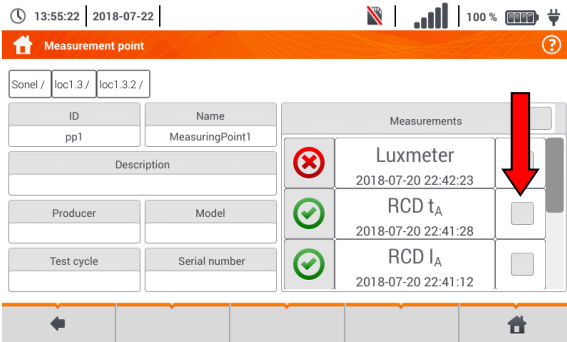 13:55:22 2018-07-22 100 %
Measurement point ?
Sonel / loc1.3 / loc1.3.2 /
ID Name Measurements
pp1 MeasuringPoint1
Luxmeter
2018-07-20 22:42:23
Description
RCD tA
2018-07-20 22:41:28
Producer Model
RCD IA
2018-07-20 22:41:12
Test cycle Serial number